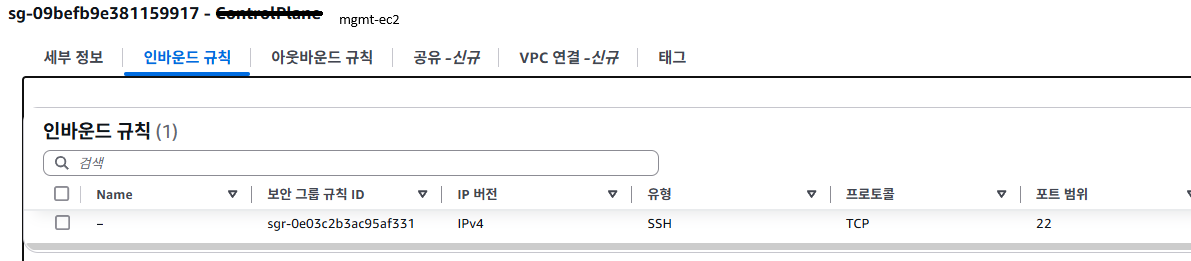 sg-09befb9e381159917 - ControlPlane mgmt-ec2
세부 정보 인바운드 규칙 아웃바운드 규칙 공유 -신규 VPC 연결 -신규 태그
인바운드 규칙 (1)
검색
Name 보안 그룹 규칙 ID IP 버전 유형 프로토콜 포트 범위
– sgr-0e03c2b3ac95af331 IPv4 SSH TCP 22